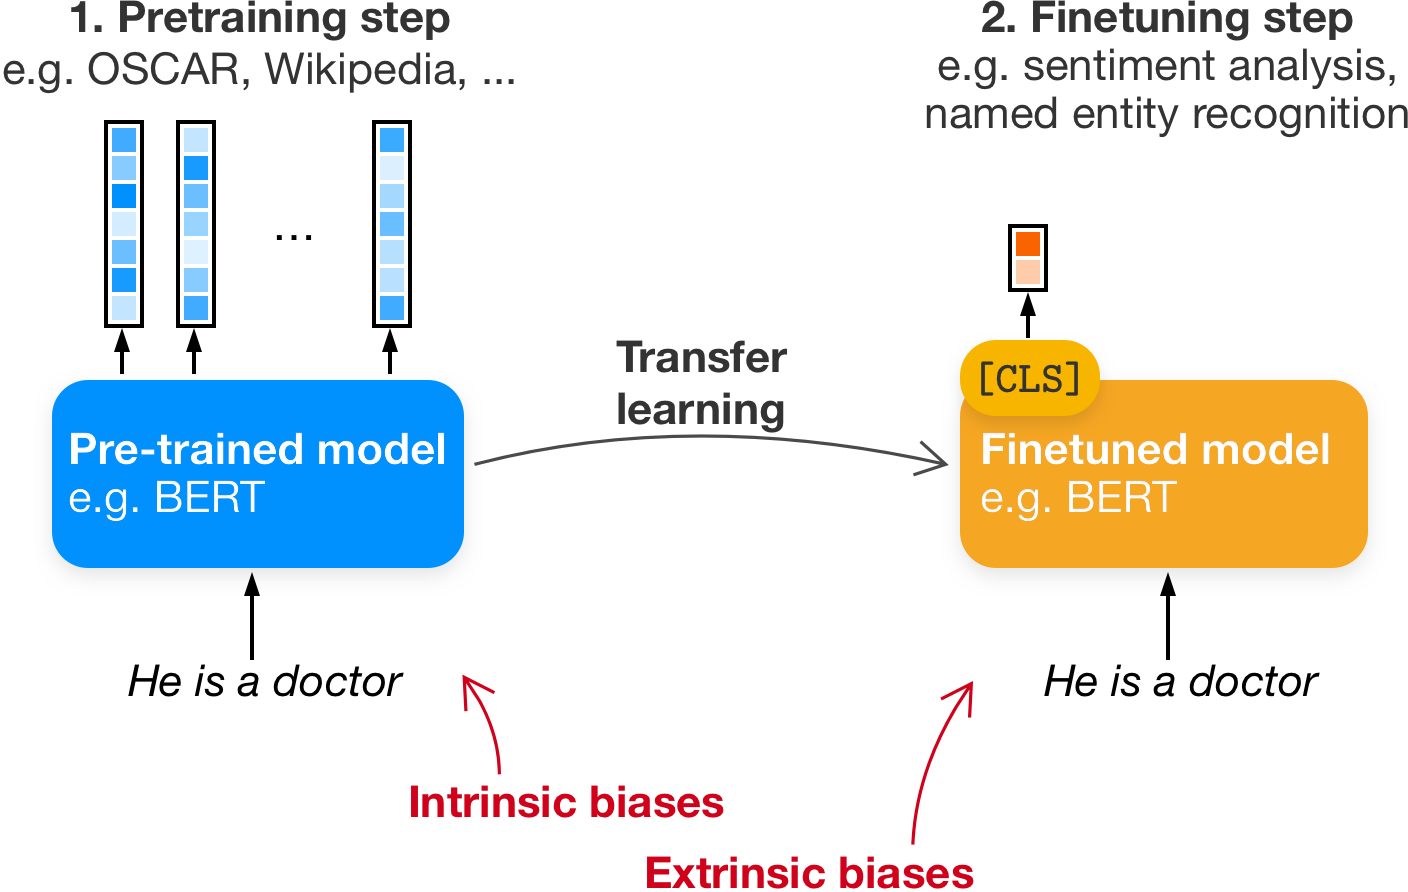 1. Pretraining step
e.g. OSCAR, Wikipedia, ...
2. Finetuning step
e.g. sentiment analysis,
named entity recognition
...
Transfer
learning
[CLS]
Pre-trained model
e.g. BERT
Finetuned model
e.g. BERT
He is a doctor
He is a doctor
Intrinsic biases
Extrinsic biases